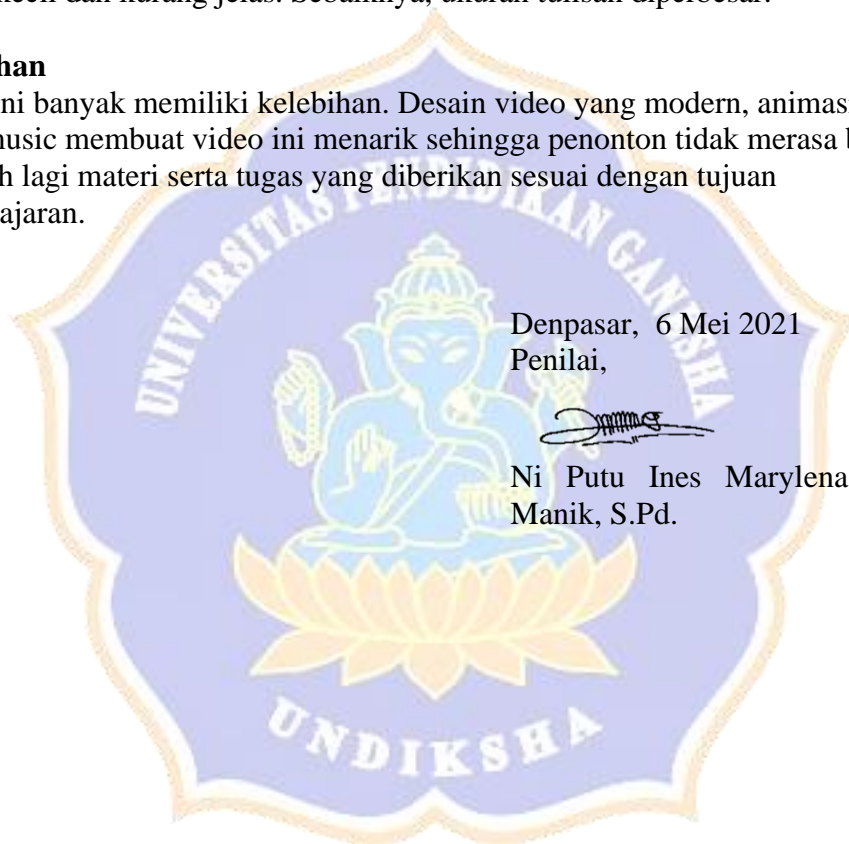 kecil dan kurang jelas. Sebaiknya, ukuran tulisan diperbesar.
han
ni banyak memiliki kelebihan. Desain video yang modern, animas
music membuat video ini menarik sehingga penonton tidak merasa b
h lagi materi serta tugas yang diberikan sesuai dengan tujuan
ajaran.
UNIVERSITAS PENDIDIKAN GANESHA
Denpasar, 6 Mei 2021
Penilai,
Ni Putu Ines Marylena
Manik, S.Pd.
UNDIKSHA